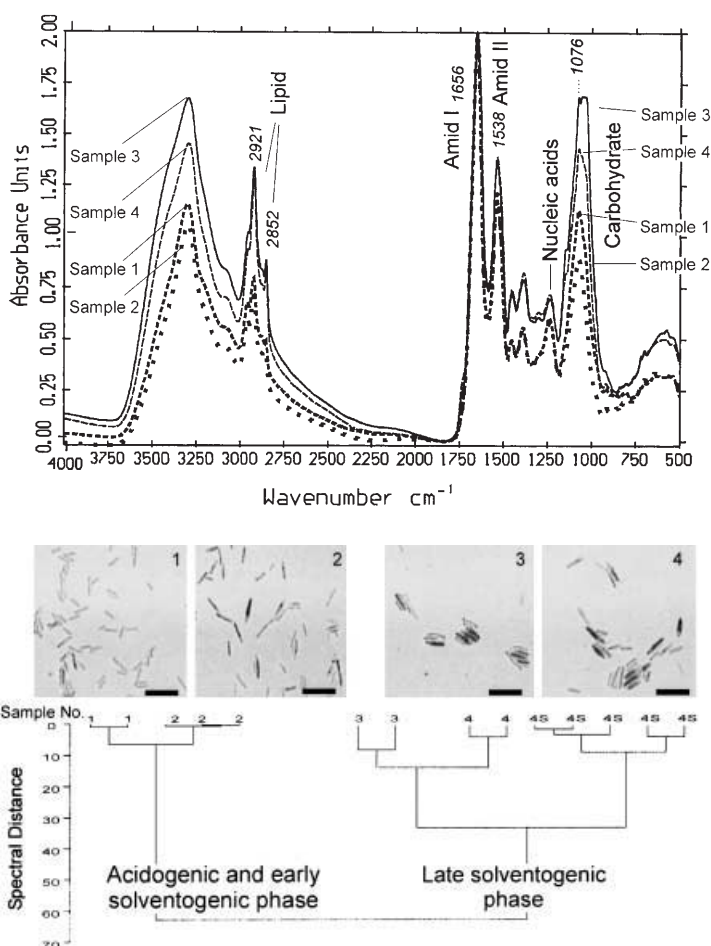 2.00
1.75
1.50
1.25
1.00
0.75
0.50
0.25
0.00
Absorbance Units
Sample 3
Sample 4
Sample 1
Sample 2
2921
2852
Lipid
Amid I
1656
1538
Amid II
Nucleic acids
1076
Carbohydrate
Sample 3
Sample 4
Sample 1
Sample 2
4000 3750 3500 3250 3000 2750 2500 2250 2000 1750 1500 1250 1000 750 500
Wavenumber cm⁻¹
1 2 3 4
Sample No. 1 1 2 2 2 3 3 4 4 4S 4S 4S 4S 4S
0
10
20
30
40
50
60
70
Spectral Distance
Acidogenic and early
solventogenic phase
Late solventogenic
phase